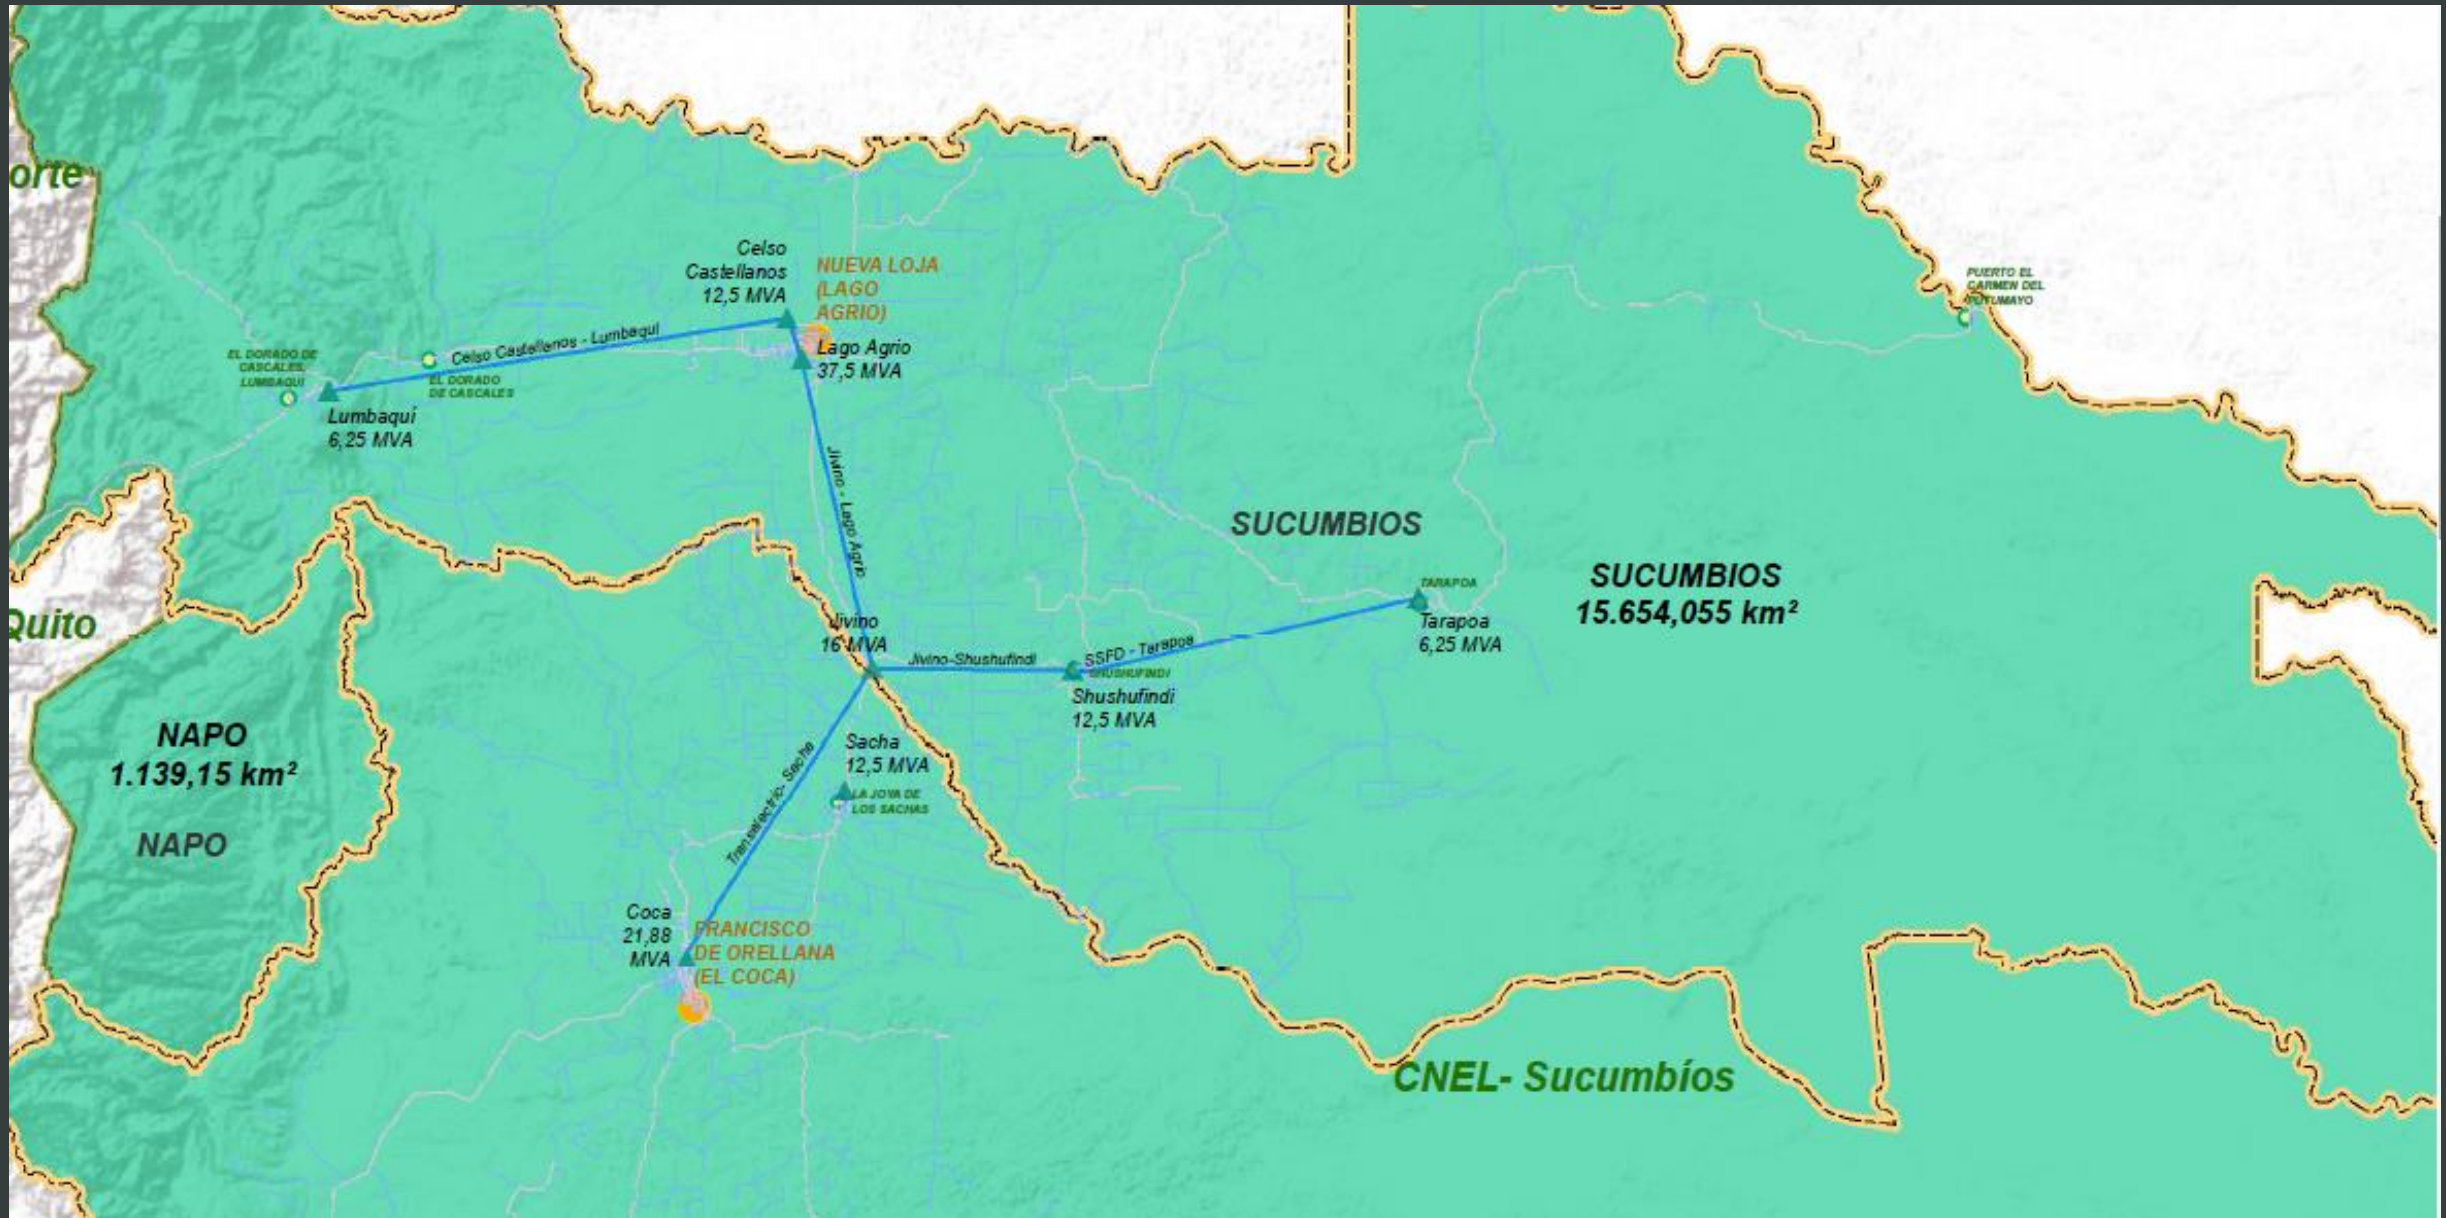 orte
Celso
Castellanos
12,5 MVA
NUEVA LOJA
(LAGO
AGRIO)
PUERTO EL
CARMEN DEL
PUTUMAYO
Celso Castellanos - Lumbaquí
Lago Agrio
37,5 MVA
EL DORADO DE
CASCALES,
LUMBAQUI
EL DORADO
DE CASCALES
Lumbaquí
6,25 MVA
Jivino - Lago Agrio
SUCUMBIOS
SUCUMBIOS
15.654,055 km²
TARAPOA
Tarapoa
6,25 MVA
Quito
Jivino
16 MVA
Jivino-Shushufindi
SSFD - Tarapoa
SHUSHUFINDI
Shushufindi
12,5 MVA
NAPO
1.139,15 km²
NAPO
Sacha
12,5 MVA
LA JOYA DE
LOS SACHAS
Transelectric- Sacha
Coca
21,88
MVA
FRANCISCO
DE ORELLANA
(EL COCA)
CNEL- Sucumbíos